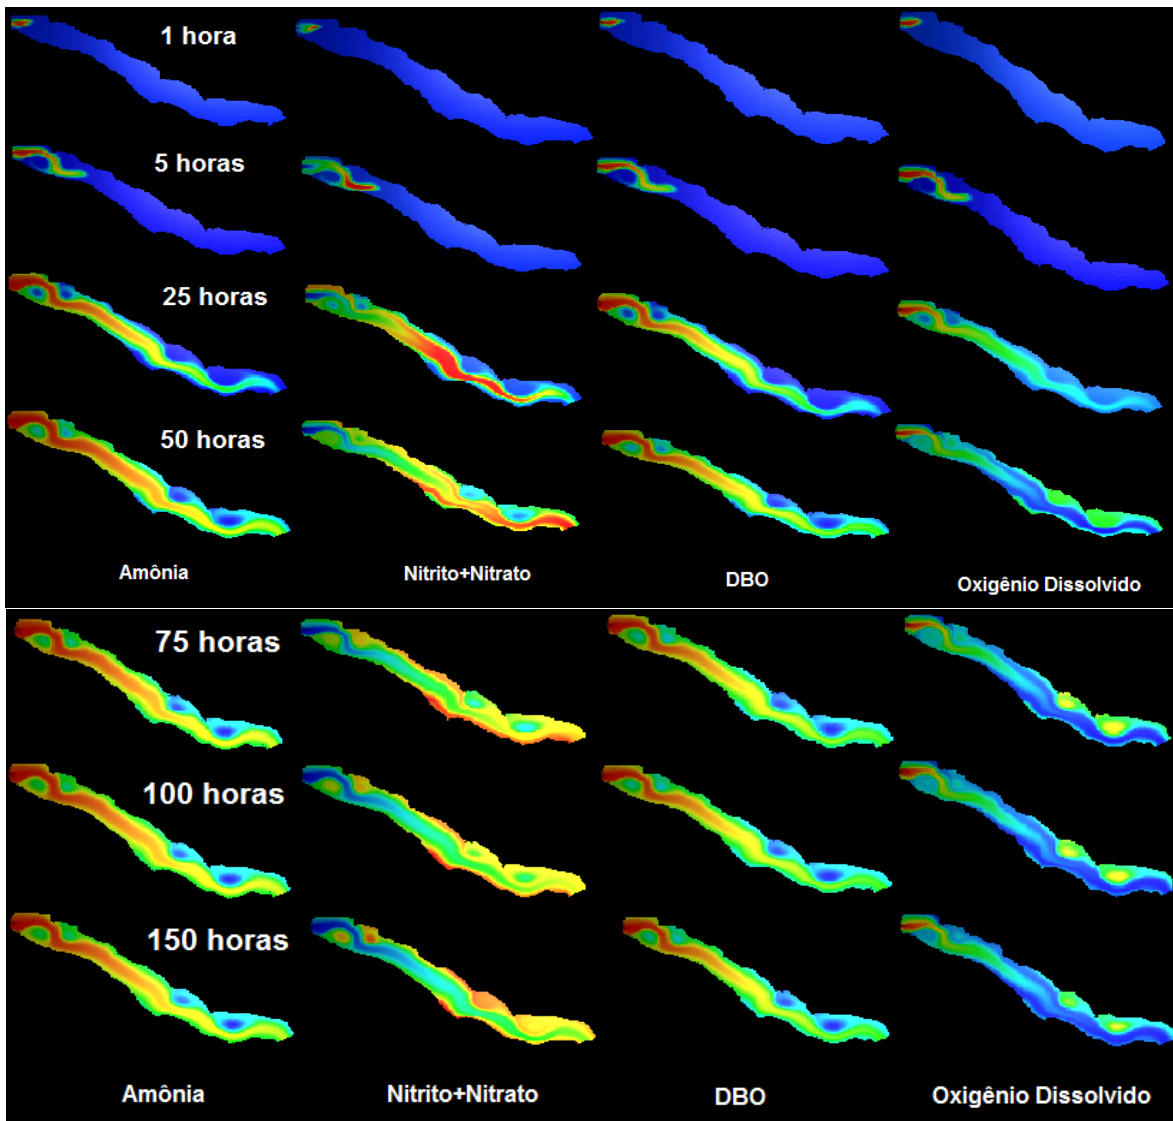 1 hora
5 horas
25 horas
50 horas
Amônia
Nitrito+Nitrato
DBO
Oxigênio Dissolvido
75 horas
100 horas
150 horas
Amônia
Nitrito+Nitrato
DBO
Oxigênio Dissolvido